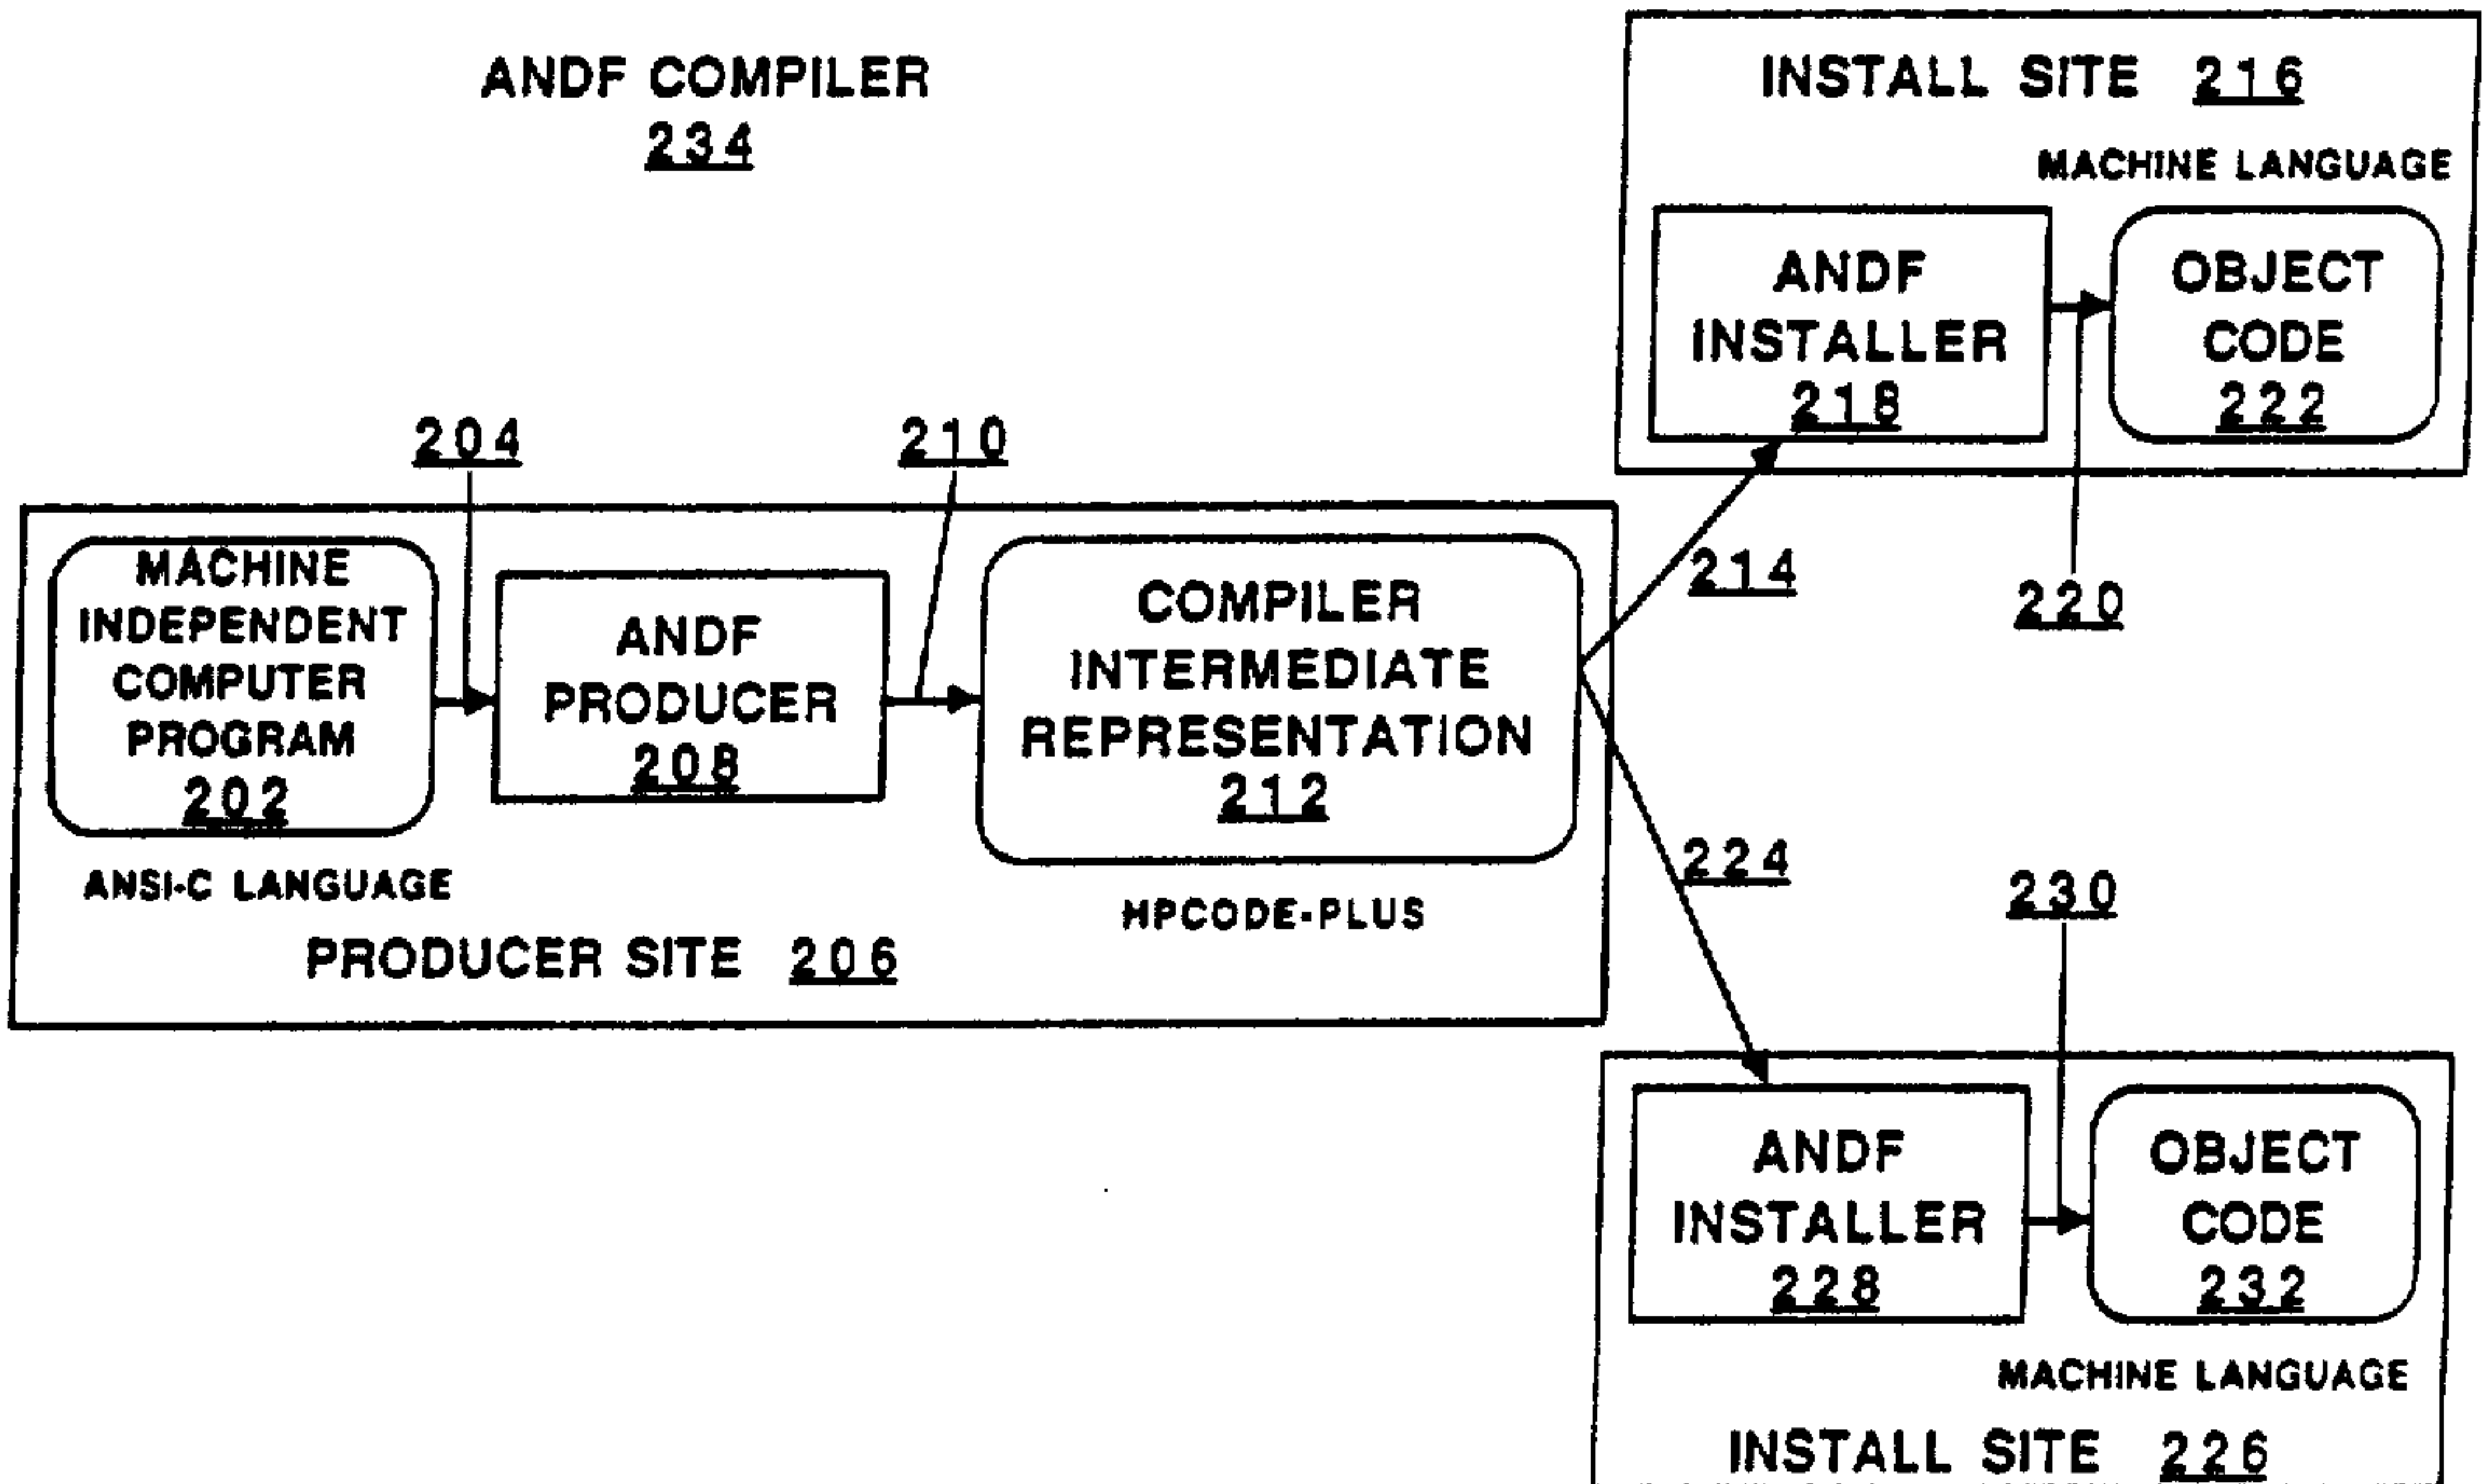 ANDF COMPILER
234
INSTALL SITE 216
MACHINE LANGUAGE
ANDF
INSTALLER
218
OBJECT
CODE
222
204
210
214
220
MACHINE
INDEPENDENT
COMPUTER
PROGRAM
202
ANDF
PRODUCER
208
COMPILER
INTERMEDIATE
REPRESENTATION
212
ANSI-C LANGUAGE
HPCODE-PLUS
PRODUCER SITE 206
224
230
ANDF
INSTALLER
228
OBJECT
CODE
232
MACHINE LANGUAGE
INSTALL SITE 226